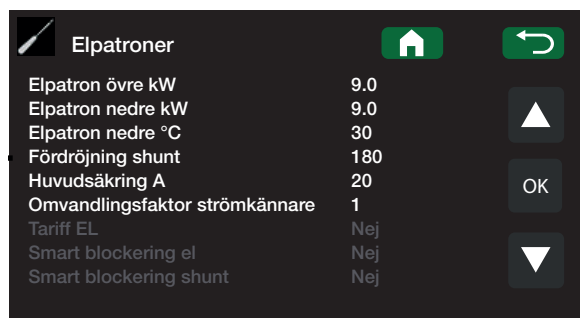 Elpatroner
Elpatron övre kW 9.0
Elpatron nedre kW 9.0
Elpatron nedre °C 30
Fördröjning shunt 180
Huvudsäkring A 20
Omvandlingsfaktor strömkännare 1
Tariff EL Nej
Smart blockering el Nej
Smart blockering shunt Nej
OK